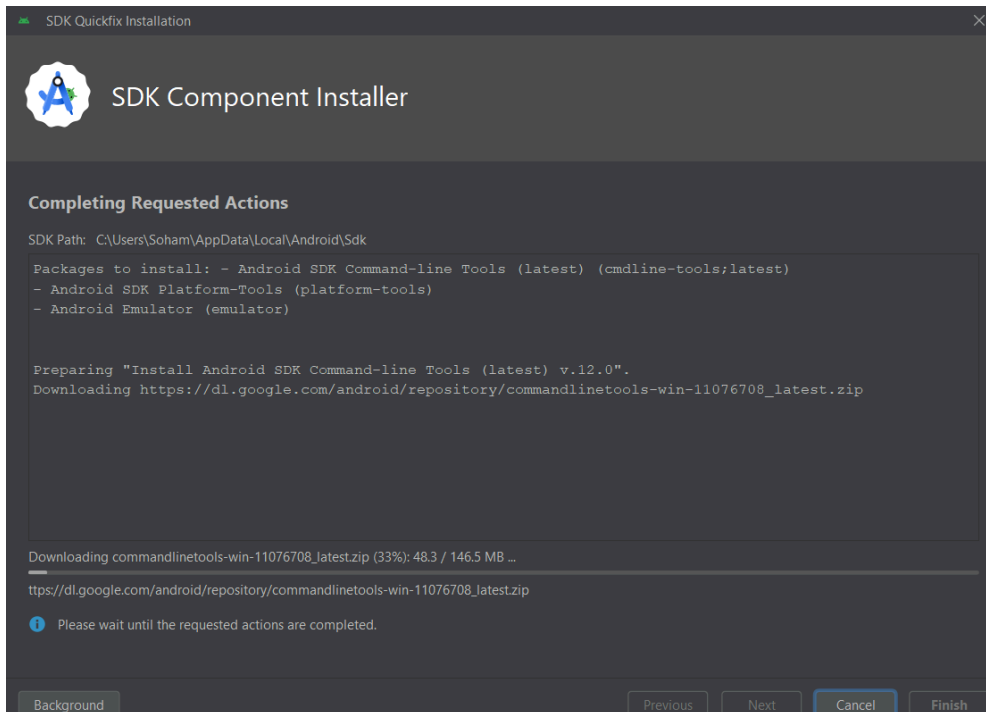 SDK Quickfix Installation
SDK Component Installer
Completing Requested Actions
SDK Path: C:\Users\Soham\AppData\Local\Android\Sdk
Packages to install: - Android SDK Command-line Tools (latest) (cmdline-tools;latest)
- Android SDK Platform-Tools (platform-tools)
- Android Emulator (emulator)
Preparing "Install Android SDK Command-line Tools (latest) v.12.0".
Downloading https://dl.google.com/android/repository/commandlinetools-win-11076708_latest.zip
Downloading commandlinetools-win-11076708_latest.zip (33%): 48.3 / 146.5 MB ...
ttps://dl.google.com/android/repository/commandlinetools-win-11076708_latest.zip
Please wait until the requested actions are completed.
Background Previous Next Cancel Finish